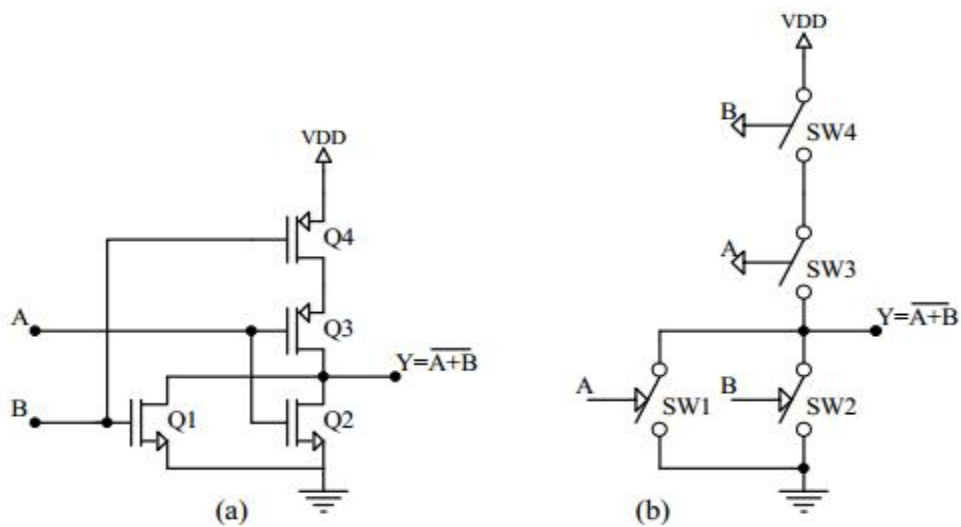 VDD
Q4
A
Q3
Y=A+B
B
Q1
Q2
(a)
VDD
B
SW4
A
SW3
Y=A+B
A
SW1
B
SW2
(b)